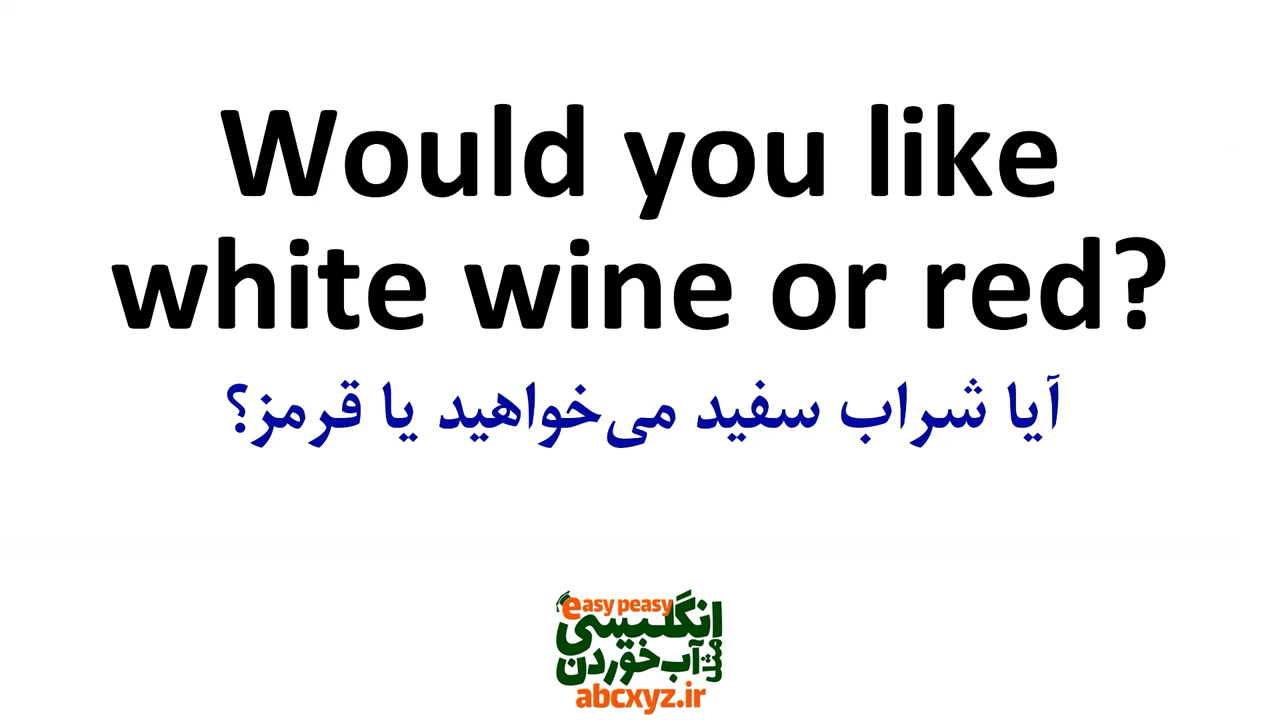 Would you like
white wine or red?
آیا شراب سفید می‌خواهید یا قرمز؟
easy peasy
انگلیسی
مثل
آب خوردن
abcxyz.ir